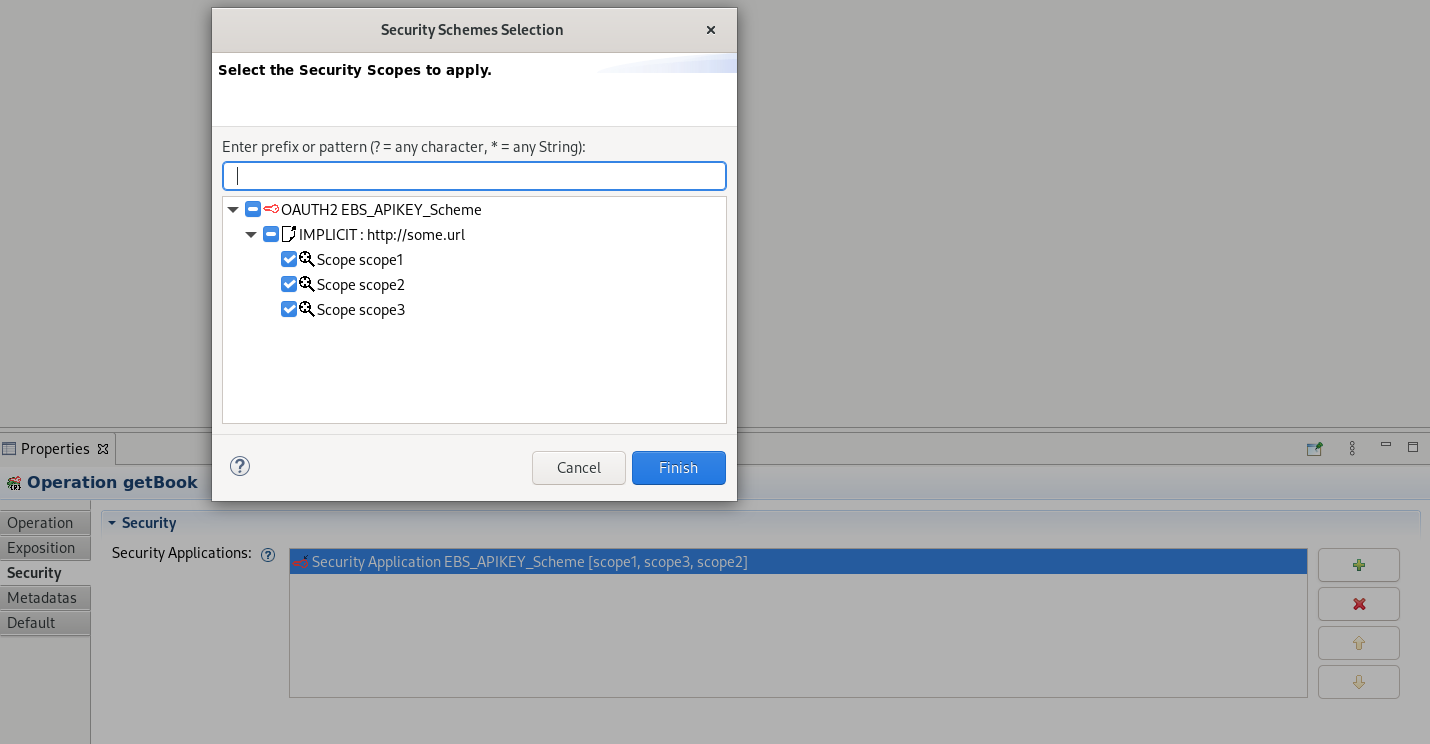 Security Schemes Selection
Select the Security Scopes to apply.
Enter prefix or pattern (? = any character, * = any String):
OAUTH2 EBS_APIKEY_Scheme
IMPLICIT : http://some.url
Scope scope1
Scope scope2
Scope scope3
Cancel
Finish
Properties
Operation getBook
Operation
Exposition
Security
Metadatas
Default
Security
Security Applications:
Security Application EBS_APIKEY_Scheme [scope1, scope3, scope2]